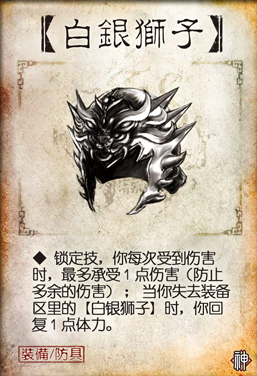 【白銀獅子】
◆ 锁定技，你每次受到伤害
时，最多承受1点伤害（防止
多余的伤害）；当你失去装备
区里的【白银狮子】时，你回
复1点体力。
裝備/防具
神